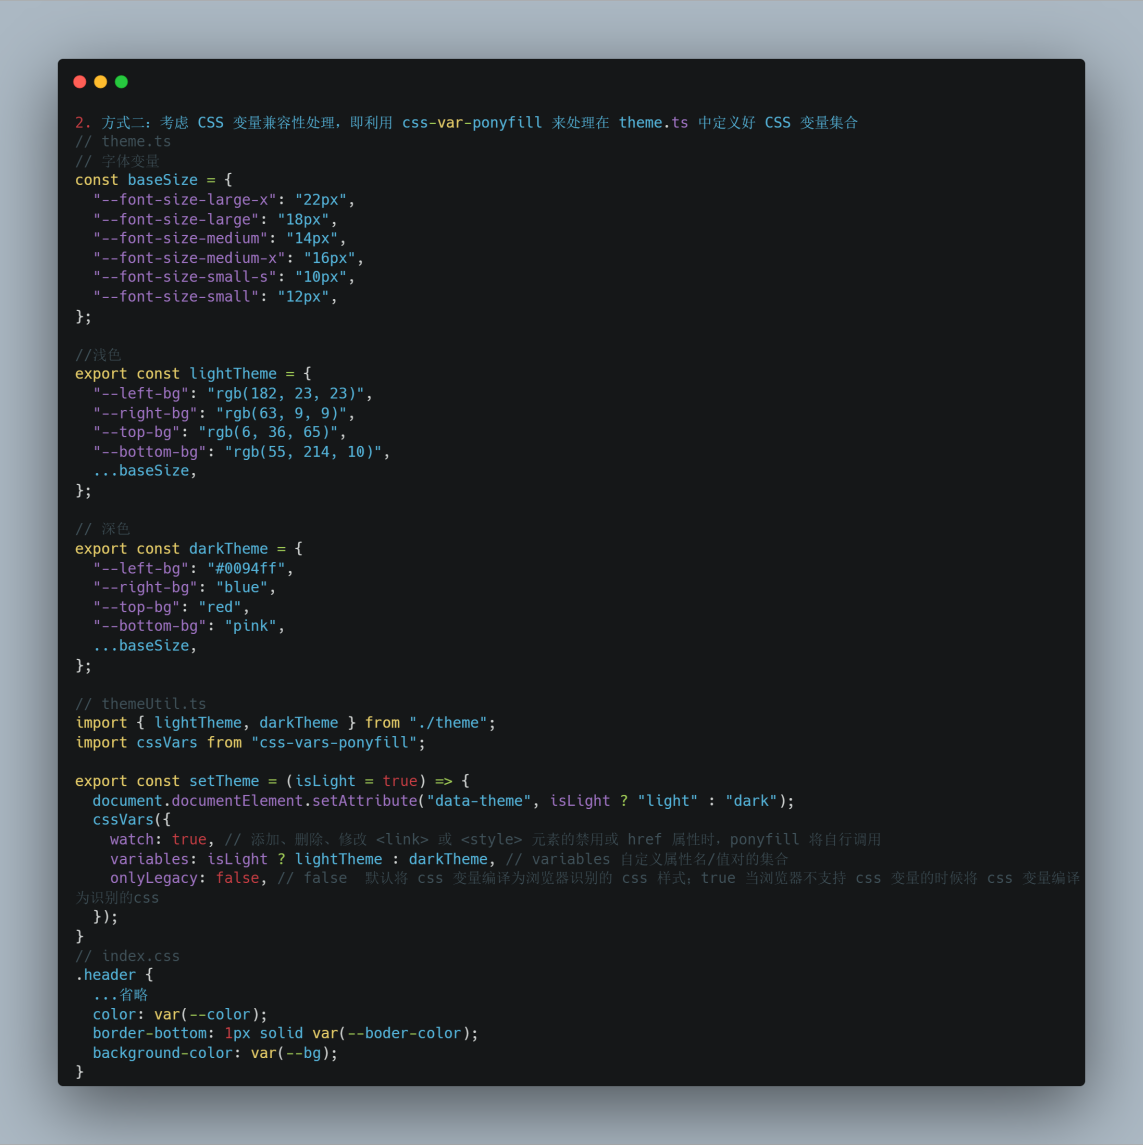 2. 方式二：考虑 CSS 变量兼容性处理，即利用 css-var-ponyfill 来处理在 theme.ts 中定义好 CSS 变量集合
// theme.ts
// 字体变量
const baseSize = {
  "--font-size-large-x": "22px",
  "--font-size-large": "18px",
  "--font-size-medium": "14px",
  "--font-size-medium-x": "16px",
  "--font-size-small-s": "10px",
  "--font-size-small": "12px",
};

//浅色
export const lightTheme = {
  "--left-bg": "rgb(182, 23, 23)",
  "--right-bg": "rgb(63, 9, 9)",
  "--top-bg": "rgb(6, 36, 65)",
  "--bottom-bg": "rgb(55, 214, 10)",
  ...baseSize,
};

// 深色
export const darkTheme = {
  "--left-bg": "#0094ff",
  "--right-bg": "blue",
  "--top-bg": "red",
  "--bottom-bg": "pink",
  ...baseSize,
};

// themeUtil.ts
import { lightTheme, darkTheme } from "./theme";
import cssVars from "css-vars-ponyfill";

export const setTheme = (isLight = true) => {
  document.documentElement.setAttribute("data-theme", isLight ? "light" : "dark");
  cssVars({
    watch: true, // 添加、删除、修改 <link> 或 <style> 元素的禁用或 href 属性时，ponyfill 将自行调用
    variables: isLight ? lightTheme : darkTheme, // variables 自定义属性名/值对的集合
    onlyLegacy: false, // false  默认将 css 变量编译为浏览器识别的 css 样式；true 当浏览器不支持 css 变量的时候将 css 变量编译
为识别的css
  });
}
// index.css
.header {
  ...省略
  color: var(--color);
  border-bottom: 1px solid var(--boder-color);
  background-color: var(--bg);
}